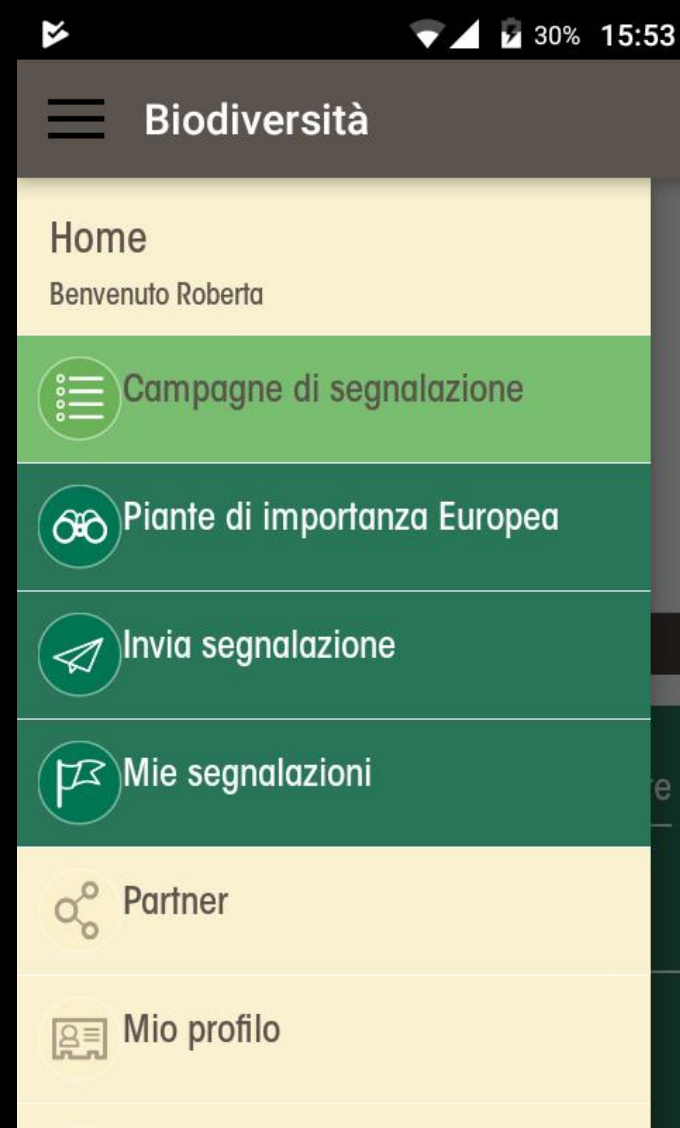 30% 15:53
Biodiversità
Home
Benvenuto Roberta
Campagne di segnalazione
Piante di importanza Europea
Invia segnalazione
Mie segnalazioni
re
Partner
Mio profilo